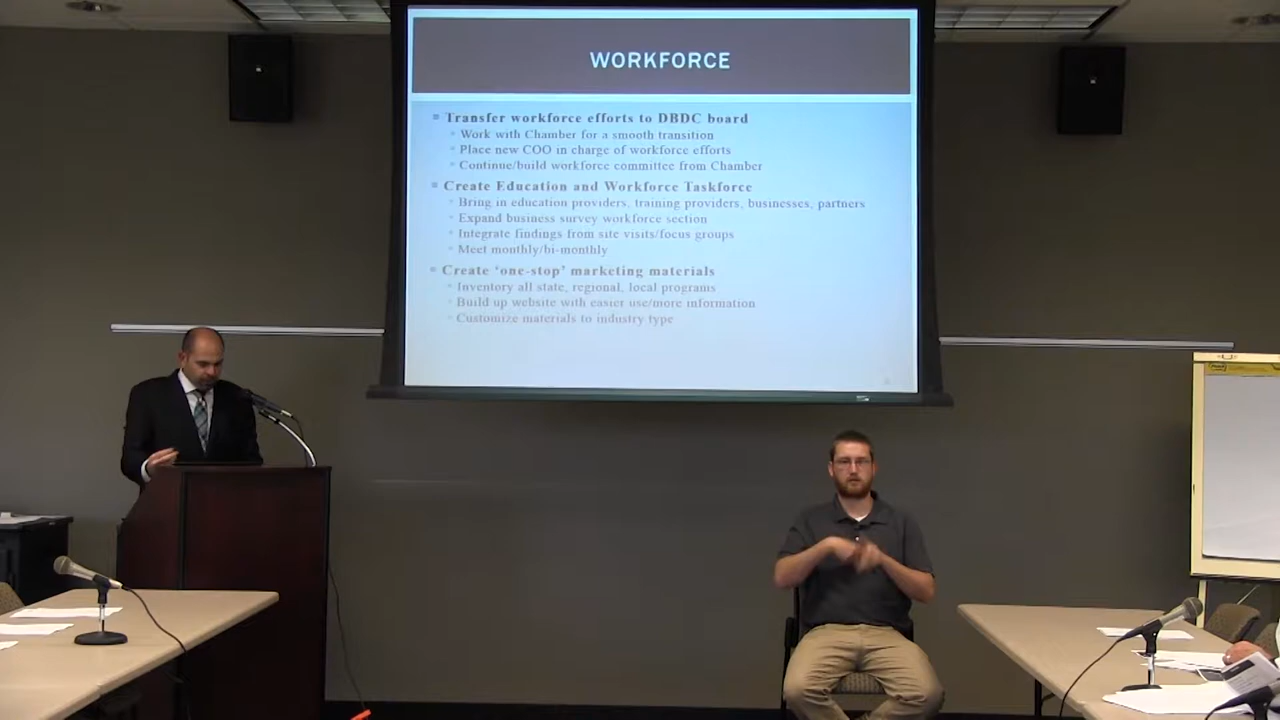 WORKFORCE
Transfer workforce efforts to DBDC board
Work with Chamber for a smooth transition
Place new COO in charge of workforce efforts
Continue/build workforce committee from Chamber
Create Education and Workforce Taskforce
Bring in education providers, training providers, businesses, partners
Expand business survey workforce section
Integrate findings from site visits/focus groups
Meet monthly/bi-monthly
Create ‘one-stop’ marketing materials
Inventory all state, regional, local programs
Build up website with easier use/more information
Customize materials to industry type